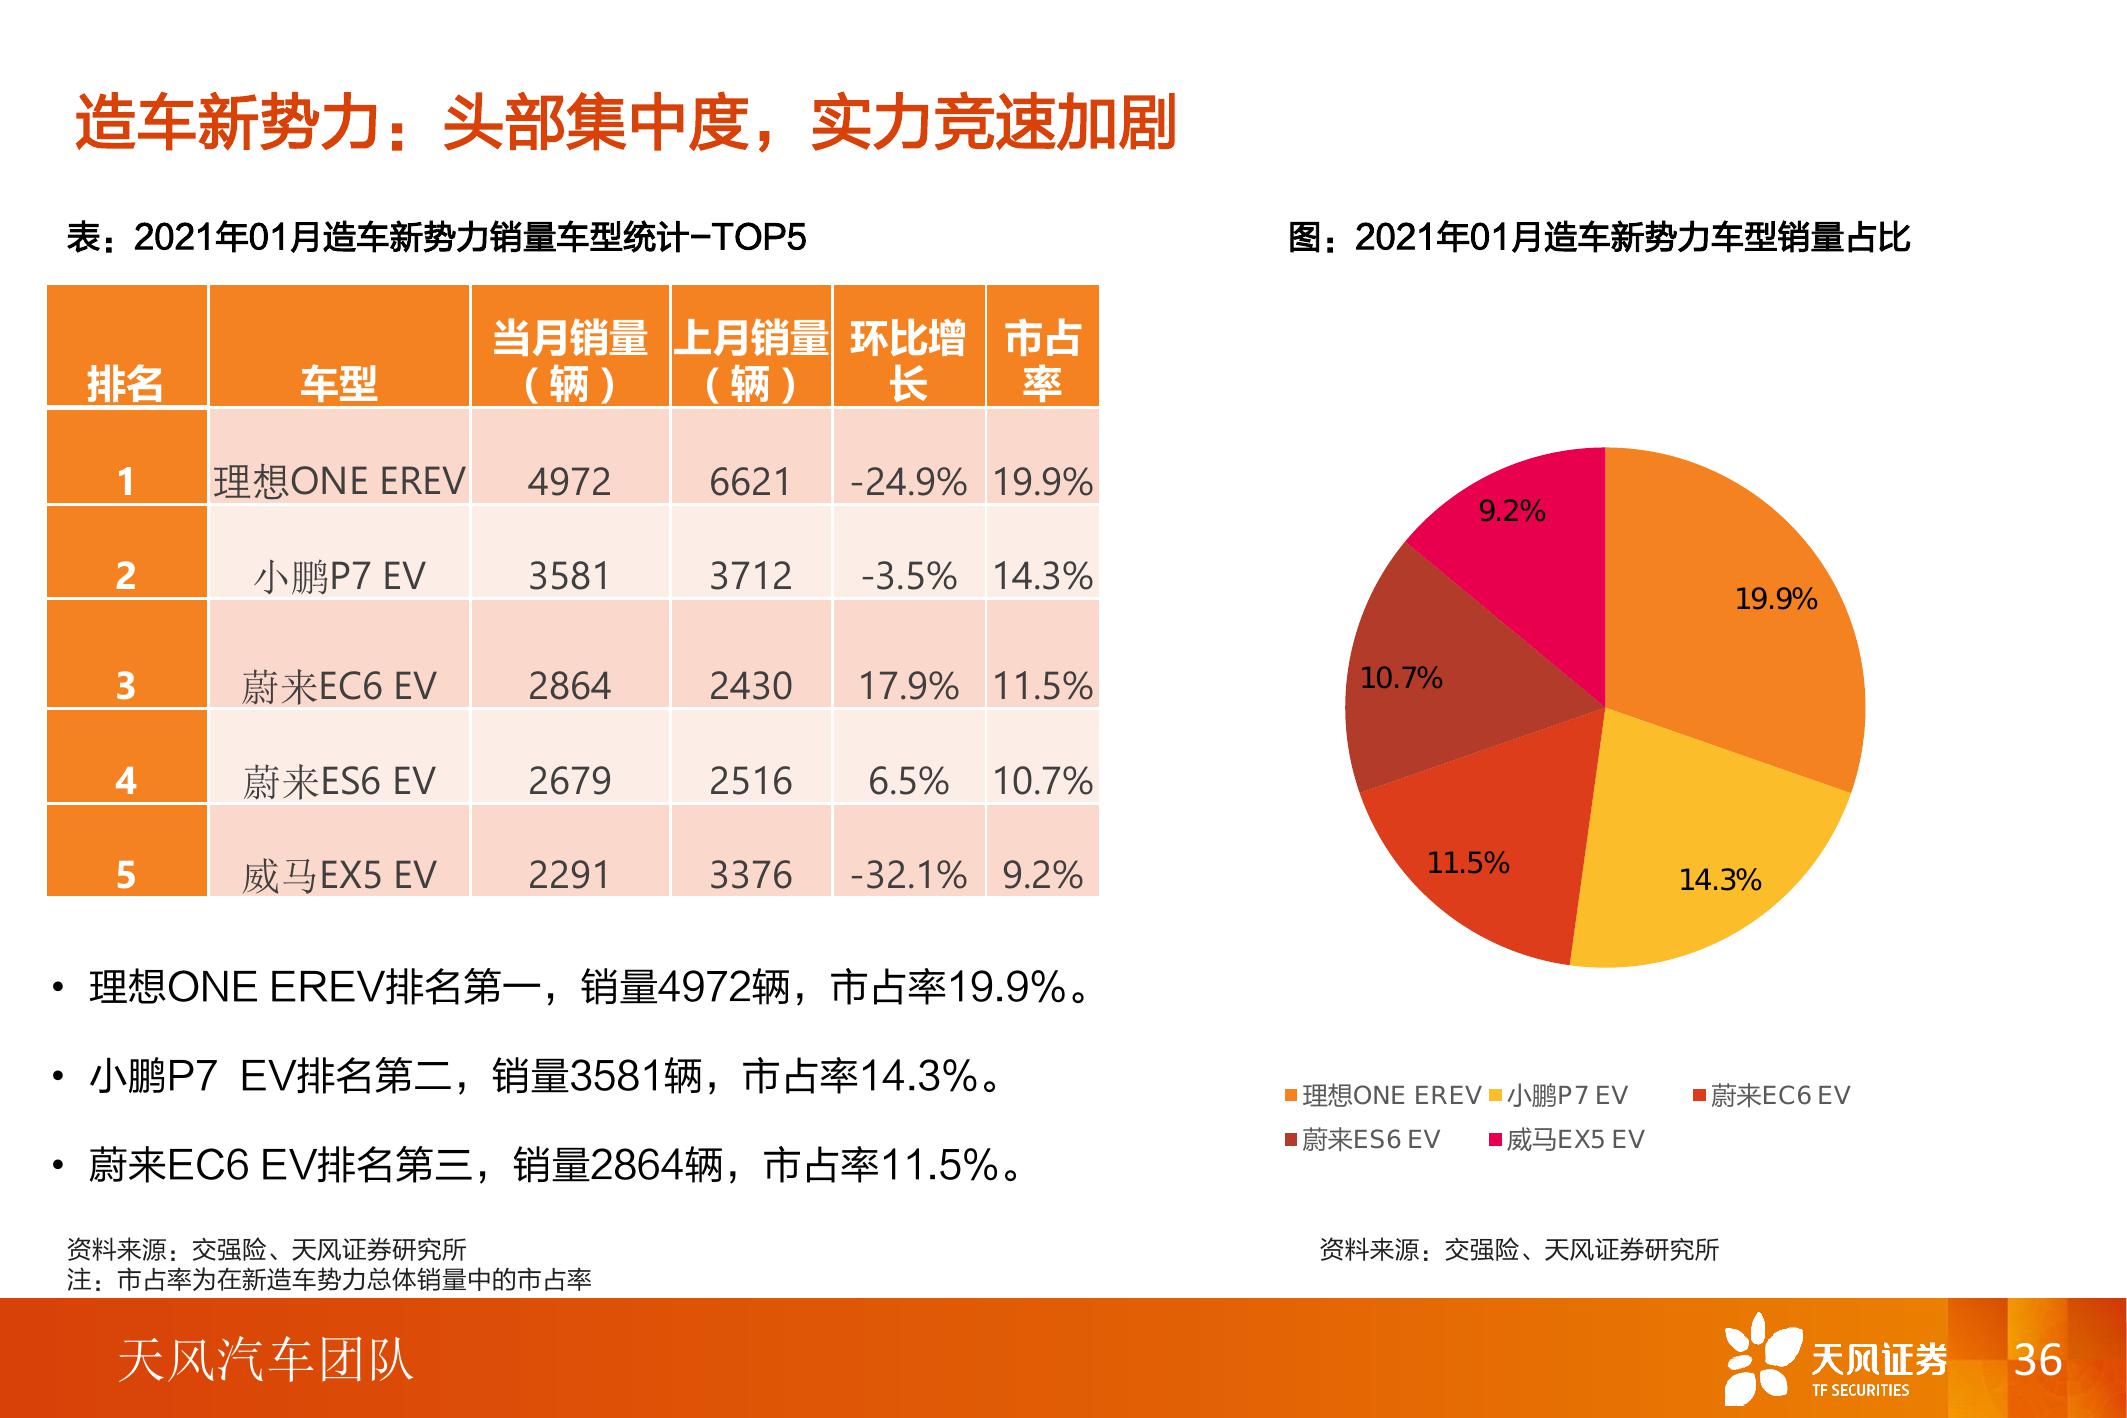 造车新势力：头部集中度，实力竞速加剧
表：2021年01月造车新势力销量车型统计-TOP5
排名 车型 当月销量（辆） 上月销量（辆） 环比增长 市占率
1 理想ONE EREV 4972 6621 -24.9% 19.9%
2 小鹏P7 EV 3581 3712 -3.5% 14.3%
3 蔚来EC6 EV 2864 2430 17.9% 11.5%
4 蔚来ES6 EV 2679 2516 6.5% 10.7%
5 威马EX5 EV 2291 3376 -32.1% 9.2%
• 理想ONE EREV排名第一，销量4972辆，市占率19.9%。
• 小鹏P7 EV排名第二，销量3581辆，市占率14.3%。
• 蔚来EC6 EV排名第三，销量2864辆，市占率11.5%。
资料来源：交强险、天风证券研究所
注：市占率为在新造车势力总体销量中的市占率
图：2021年01月造车新势力车型销量占比
9.2%
19.9%
10.7%
11.5%
14.3%
理想ONE EREV 小鹏P7 EV 蔚来EC6 EV
蔚来ES6 EV 威马EX5 EV
资料来源：交强险、天风证券研究所
天风汽车团队
天风证券
TF SECURITIES
36